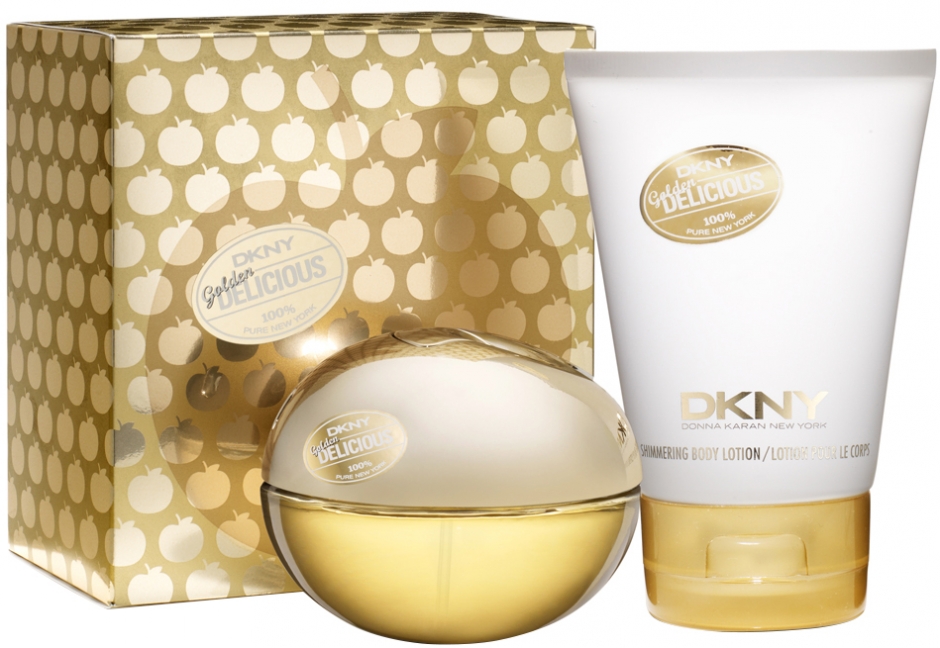 DKNY
Golden
DELICIOUS
100%
PURE NEW YORK
DKNY
Golden
DELICIOUS
100%
PURE NEW YORK
DKNY
Golden
DELICIOUS
100%
PURE NEW YORK
DKNY
DONNA KARAN NEW YORK
SHIMMERING BODY LOTION/LOTION LE CORPS